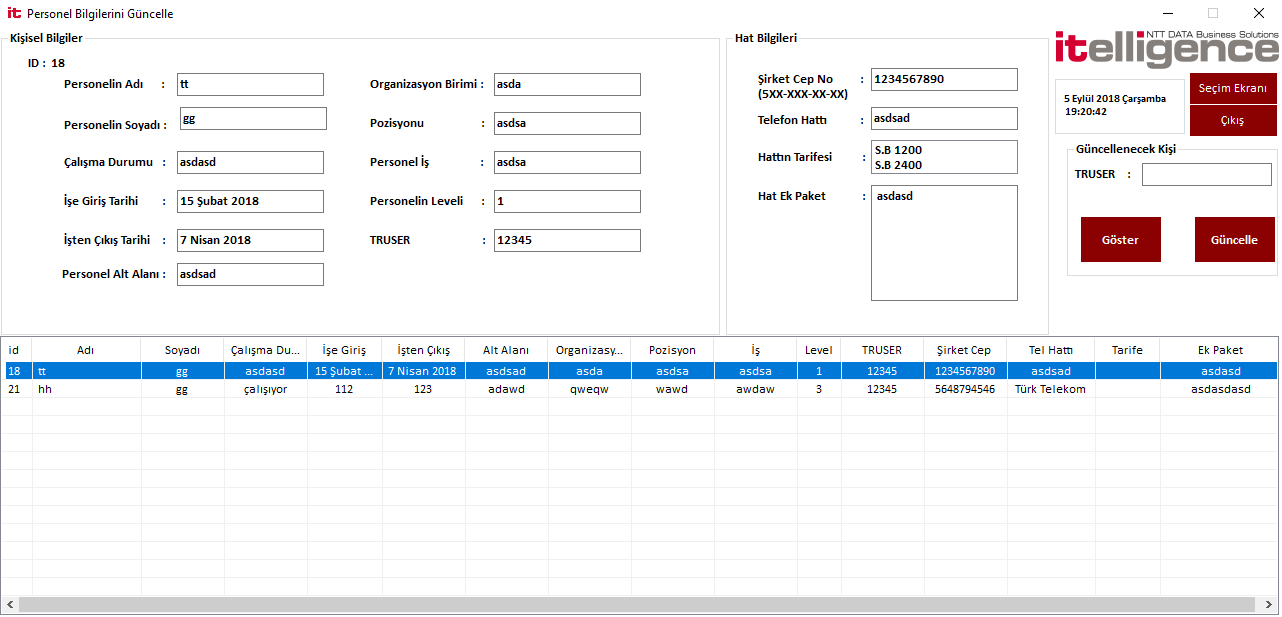 it Personel Bilgilerini Güncelle
Kişisel Bilgiler
ID : 18
Personelin Adı : tt
Personelin Soyadı : gg
Çalışma Durumu : asdasd
İşe Giriş Tarihi : 15 Şubat 2018
İşten Çıkış Tarihi : 7 Nisan 2018
Personel Alt Alanı : asdsad
Organizasyon Birimi : asda
Pozisyonu : asdsa
Personel İş : asdsa
Personelin Leveli : 1
TRUSER : 12345
Hat Bilgileri
Şirket Cep No : 1234567890
(5XX-XXX-XX-XX)
Telefon Hattı : asdsad
Hattın Tarifesi : S.B 1200
S.B 2400
Hat Ek Paket : asdasd
NTT DATA Business Solutions
itelligence
5 Eylül 2018 Çarşamba
19:20:42
Seçim Ekranı
Çıkış
Güncellenecek Kişi
TRUSER :
Göster Güncelle
id Adı Soyadı Çalışma Du... İşe Giriş İşten Çıkış Alt Alanı Organizasy... Pozisyon İş Level TRUSER Şirket Cep Tel Hattı Tarife Ek Paket
18 tt gg asdasd 15 Şubat ... 7 Nisan 2018 asdsad asda asdsa asdsa 1 12345 1234567890 asdsad asdasd
21 hh gg çalışıyor 112 123 adawd qweqw wawd awdaw 3 12345 5648794546 Türk Telekom asdasdasd